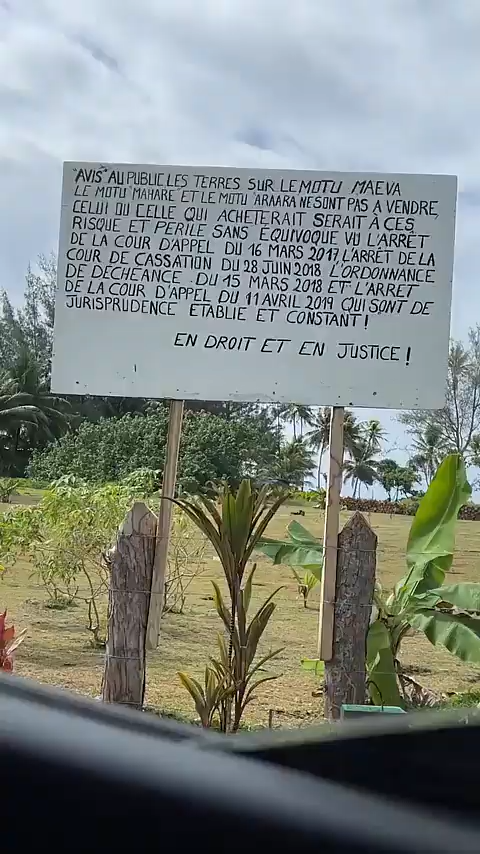 "AVIS" AU PUBLIC LES TERRES SUR LE MOTU MAEVA
LE MOTU "MAHARE" ET LE MOTU "ARAARA NE SONT PAS À VENDRE,
CELUI OU CELLE QUI ACHETERAIT SERAIT À CES
RISQUE ET PERILE SANS EQUIVOQUE VU L'ARRÊT
DE LA COUR D'APPEL DU 16 MARS 2017, L'ARRÊT DE LA
COUR DE CASSATION DU 28 JUIN 2018 L'ORDONNANCE
DE DECHEANCE DU 15 MARS 2018 ET L'ARRET
DE LA COUR D'APPEL DU 11 AVRIL 2019 QUI SONT DE
JURISPRUDENCE ETABLIE ET CONSTANT!
EN DROIT ET EN JUSTICE!